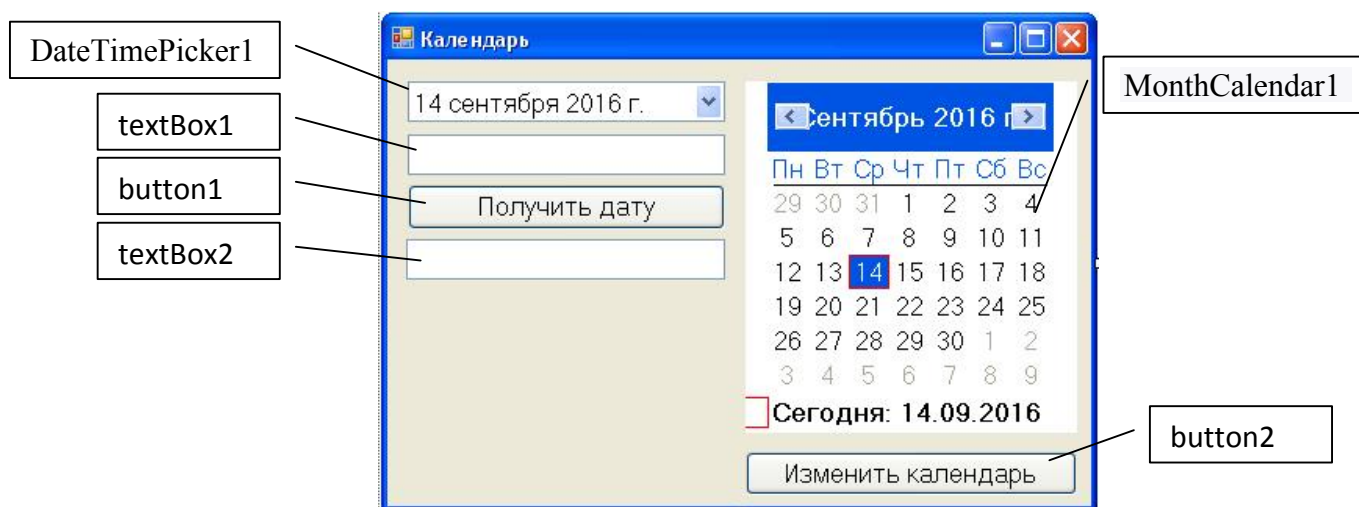 DateTimePicker1
textBox1
button1
textBox2
Календарь
14 сентября 2016 г.
Получить дату
Сентябрь 2016 г
Пн Вт Ср Чт Пт Сб Вс
29 30 31 1 2 3 4
5 6 7 8 9 10 11
12 13 14 15 16 17 18
19 20 21 22 23 24 25
26 27 28 29 30 1 2
3 4 5 6 7 8 9
Сегодня: 14.09.2016
Изменить календарь
MonthCalendar1
button2